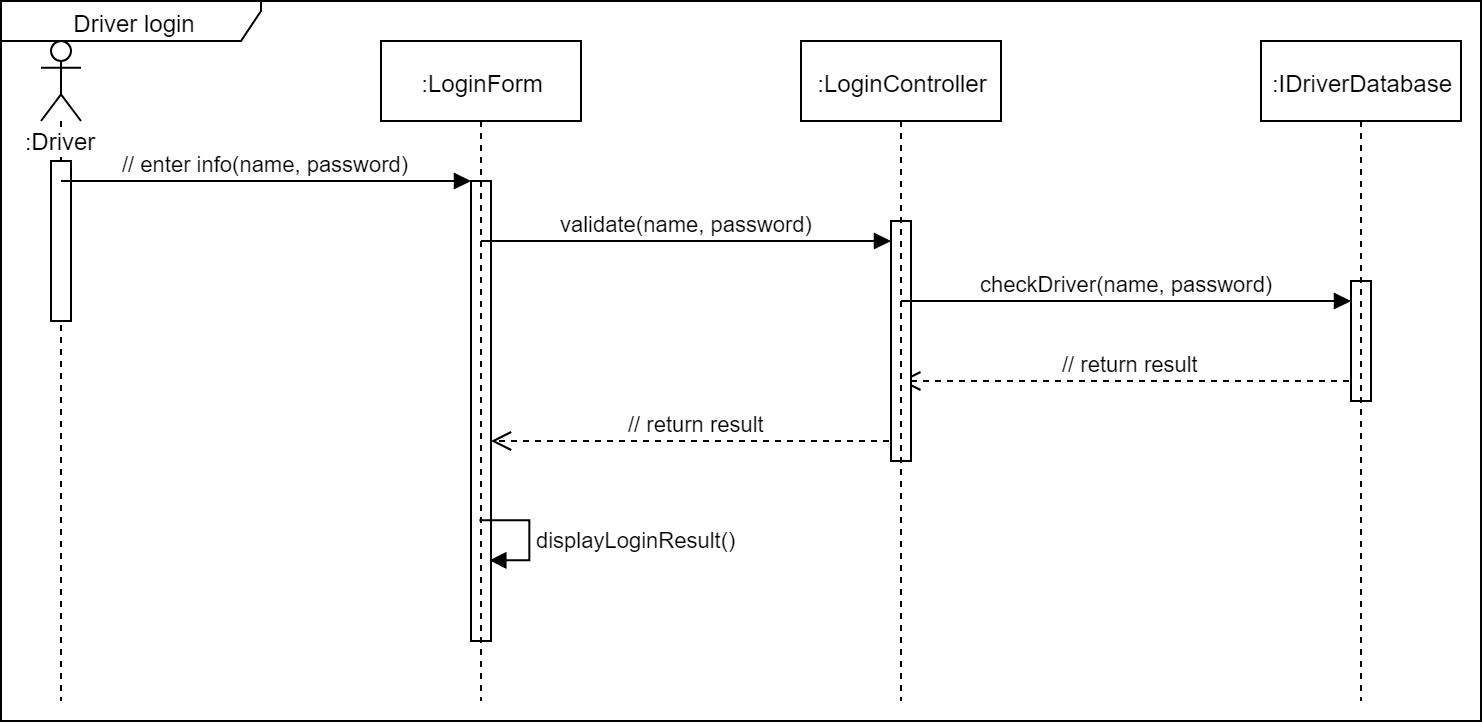 Driver login
:LoginForm
:LoginController
:IDriverDatabase
:Driver
// enter info(name, password)
validate(name, password)
checkDriver(name, password)
// return result
// return result
displayLoginResult()